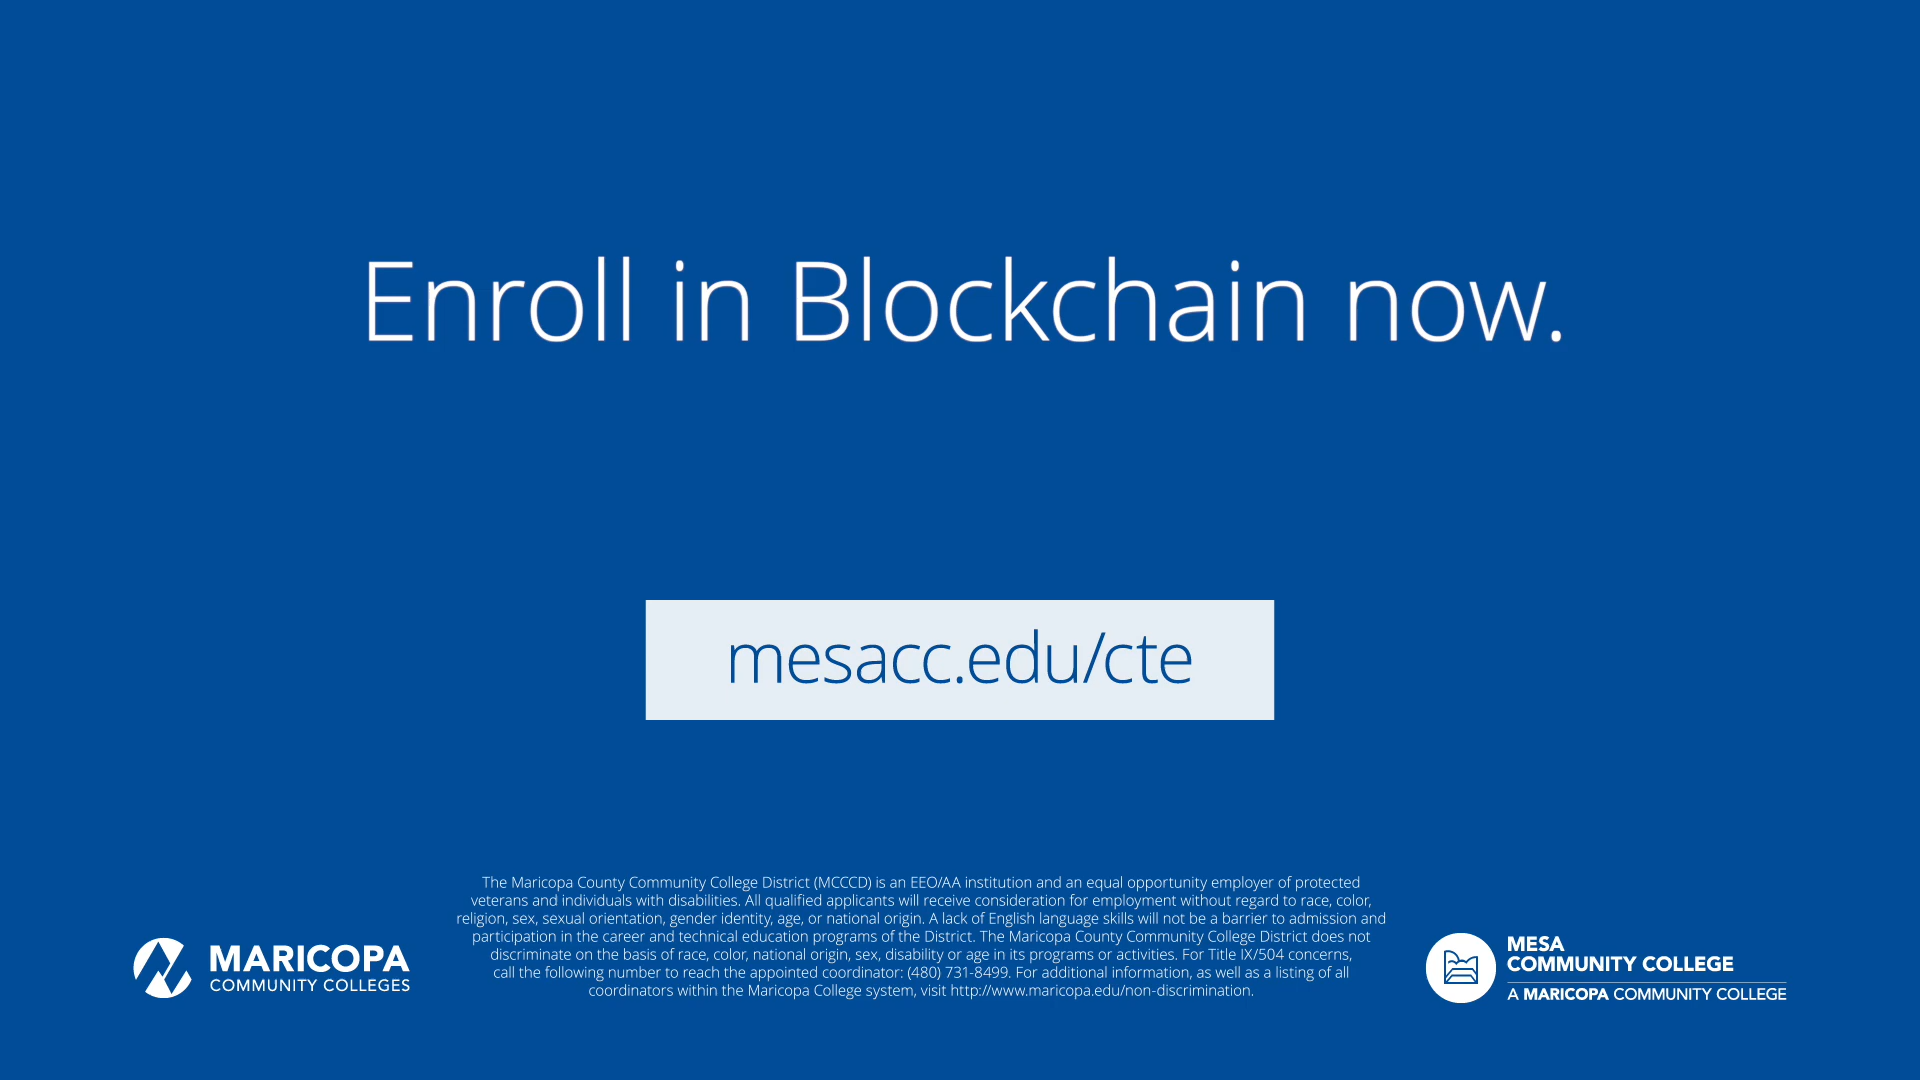 Enroll in Blockchain now.
mesacc.edu/cte
The Maricopa County Community College District (MCCCD) is an EEO/AA institution and an equal opportunity employer of protected
veterans and individuals with disabilities. All qualified applicants will receive consideration for employment without regard to race, color,
religion, sex, sexual orientation, gender identity, age, or national origin. A lack of English language skills will not be a barrier to admission and
participation in the career and technical education programs of the District. The Maricopa County Community College District does not
discriminate on the basis of race, color, national origin, sex, disability or age in its programs or activities. For Title IX/504 concerns,
call the following number to reach the appointed coordinator: (480) 731-8499. For additional information, as well as a listing of all
coordinators within the Maricopa College system, visit http://www.maricopa.edu/non-discrimination.
MARICOPA
COMMUNITY COLLEGES
MESA
COMMUNITY COLLEGE
A MARICOPA COMMUNITY COLLEGE